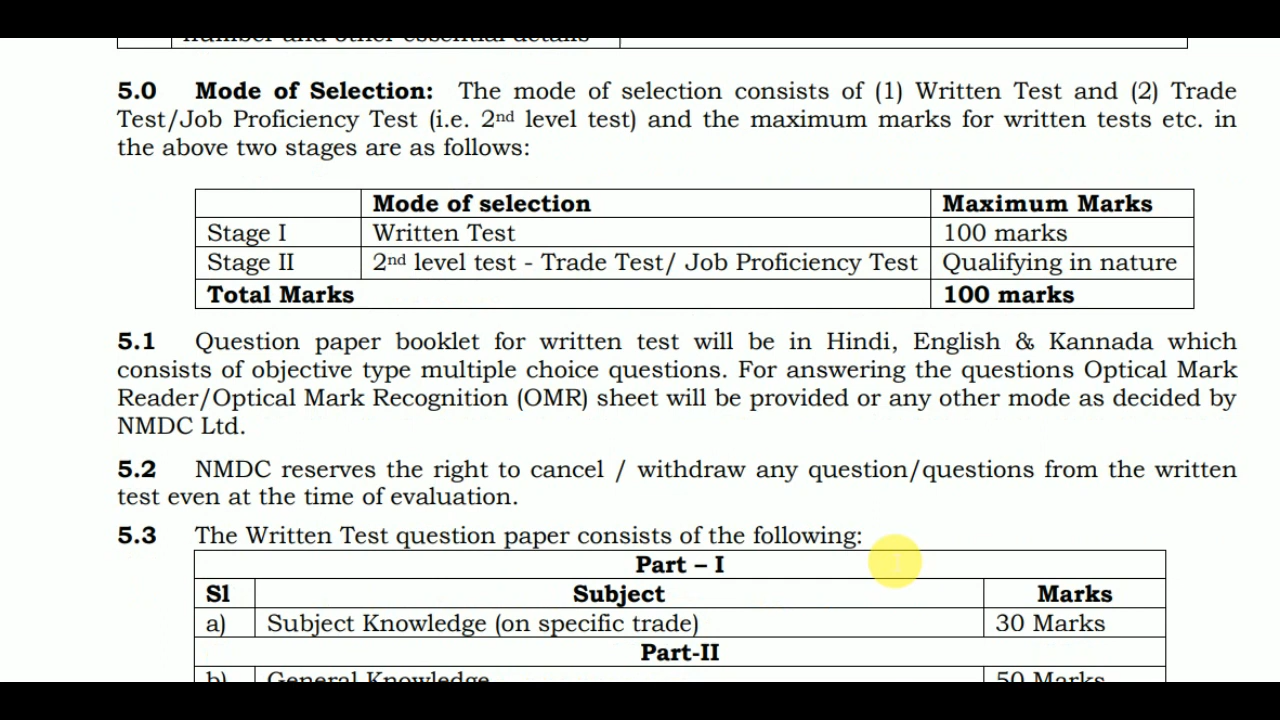 number and other essential details
5.0 Mode of Selection: The mode of selection consists of (1) Written Test and (2) Trade
Test/Job Proficiency Test (i.e. 2nd level test) and the maximum marks for written tests etc. in
the above two stages are as follows:
Mode of selection Maximum Marks
Stage I Written Test 100 marks
Stage II 2nd level test - Trade Test/ Job Proficiency Test Qualifying in nature
Total Marks 100 marks
5.1 Question paper booklet for written test will be in Hindi, English & Kannada which
consists of objective type multiple choice questions. For answering the questions Optical Mark
Reader/Optical Mark Recognition (OMR) sheet will be provided or any other mode as decided by
NMDC Ltd.
5.2 NMDC reserves the right to cancel / withdraw any question/questions from the written
test even at the time of evaluation.
5.3 The Written Test question paper consists of the following:
Part – I
Sl Subject Marks
a) Subject Knowledge (on specific trade) 30 Marks
Part-II
b) General Knowledge 50 Marks